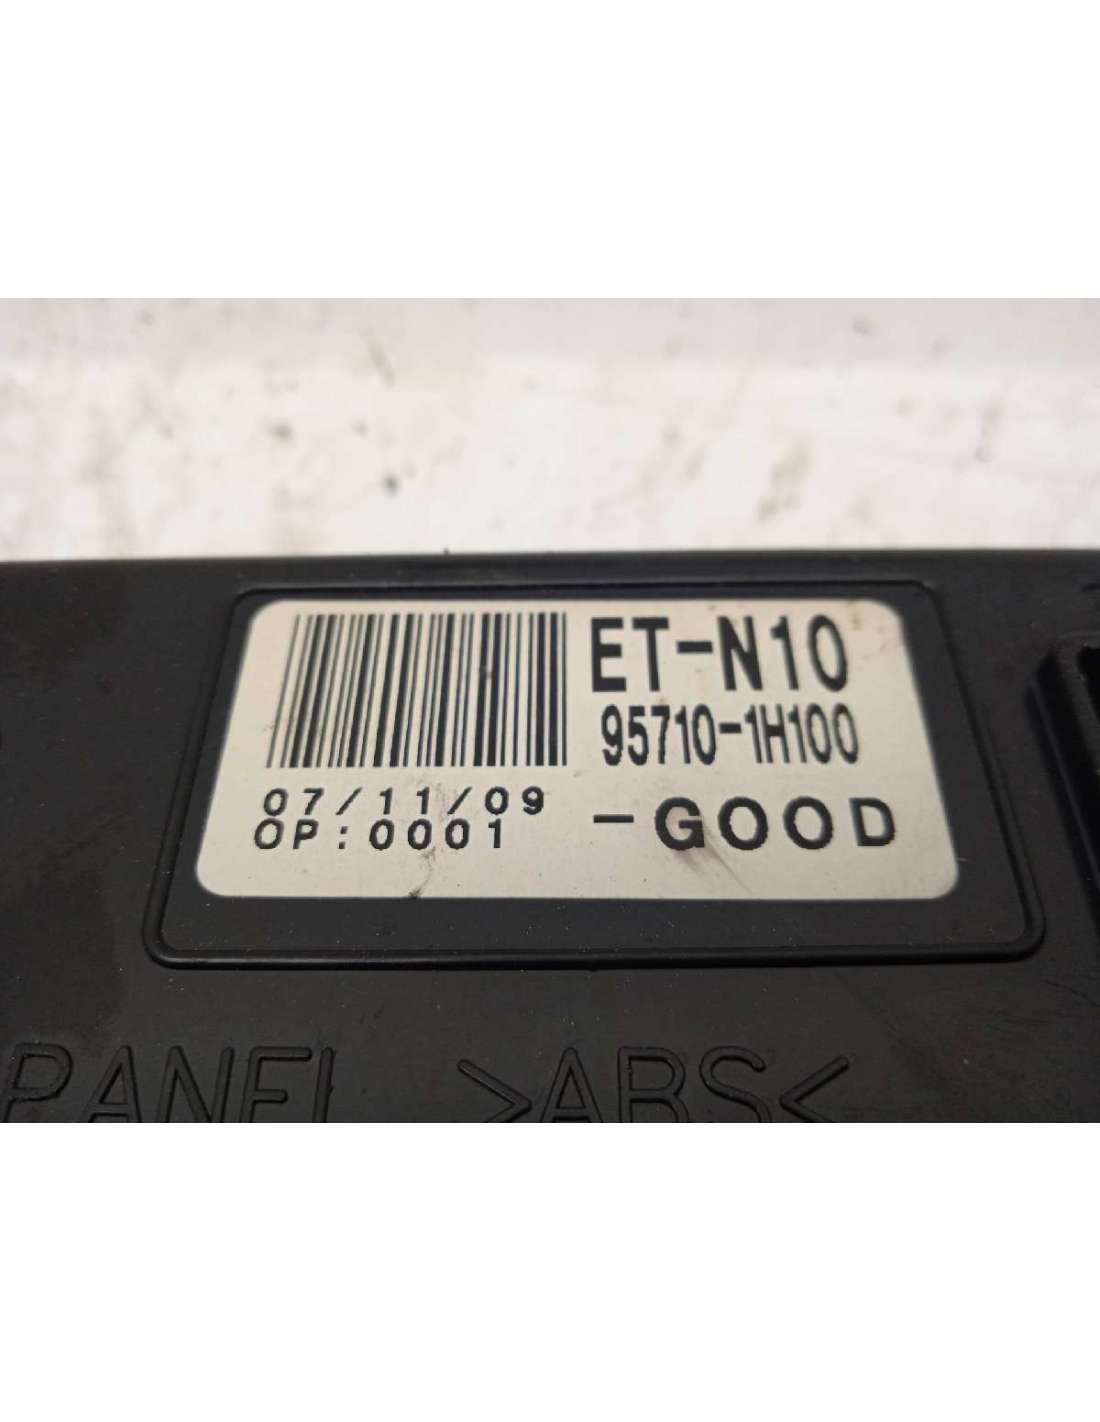 ET-N10
95710-1H100
07/11/09
OP:0001 -GOOD
PANEL >ABS<